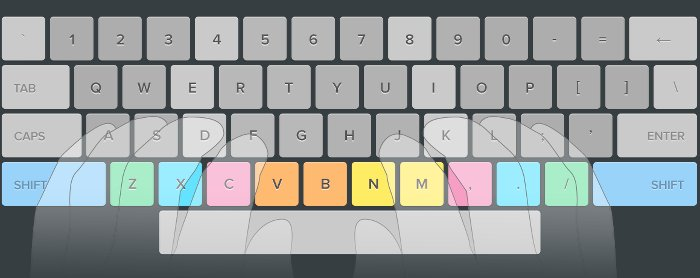 ` 1 2 3 4 5 6 7 8 9 0 - = ←
TAB Q W E R T Y U I O P [ ] \
CAPS A S D F G H J K L ; ' ENTER
SHIFT Z X C V B N M , . / SHIFT